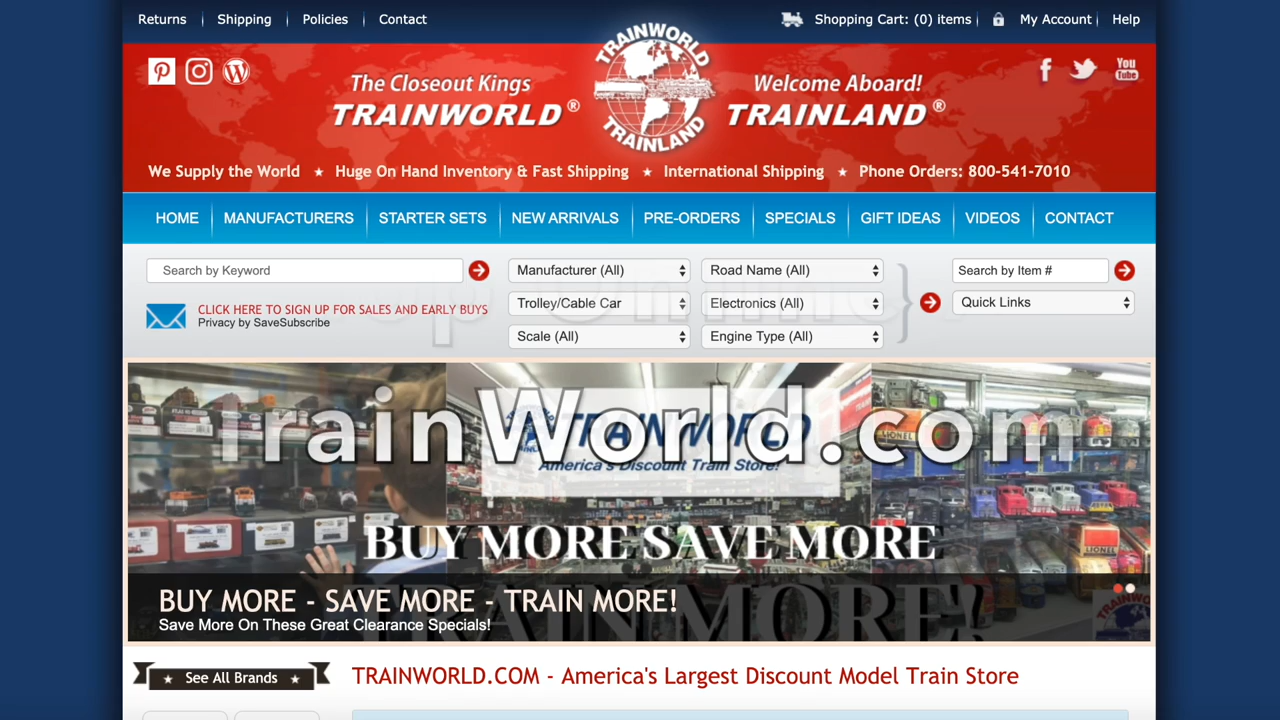 Returns
Shipping
Policies
Contact
Shopping Cart: (0) items
My Account
Help
The Closeout Kings
TRAINWORLD®
TRAINWORLD
TRAINLAND
Welcome Aboard!
TRAINLAND®
You
Tube
We Supply the World ★ Huge On Hand Inventory & Fast Shipping ★ International Shipping ★ Phone Orders: 800-541-7010
HOME
MANUFACTURERS
STARTER SETS
NEW ARRIVALS
PRE-ORDERS
SPECIALS
GIFT IDEAS
VIDEOS
CONTACT
Search by Keyword
Manufacturer (All)
Road Name (All)
Search by Item #
CLICK HERE TO SIGN UP FOR SALES AND EARLY BUYS
Privacy by SaveSubscribe
Trolley/Cable Car
Electronics (All)
Quick Links
Scale (All)
Engine Type (All)
TrainWorld.com
TRAINWORLD
America's Discount Train Store!
LIONEL
BUY MORE SAVE MORE
LIONEL
TRAIN MORE!
BUY MORE - SAVE MORE - TRAIN MORE!
Save More On These Great Clearance Specials!
★ See All Brands ★
TRAINWORLD.COM - America's Largest Discount Model Train Store